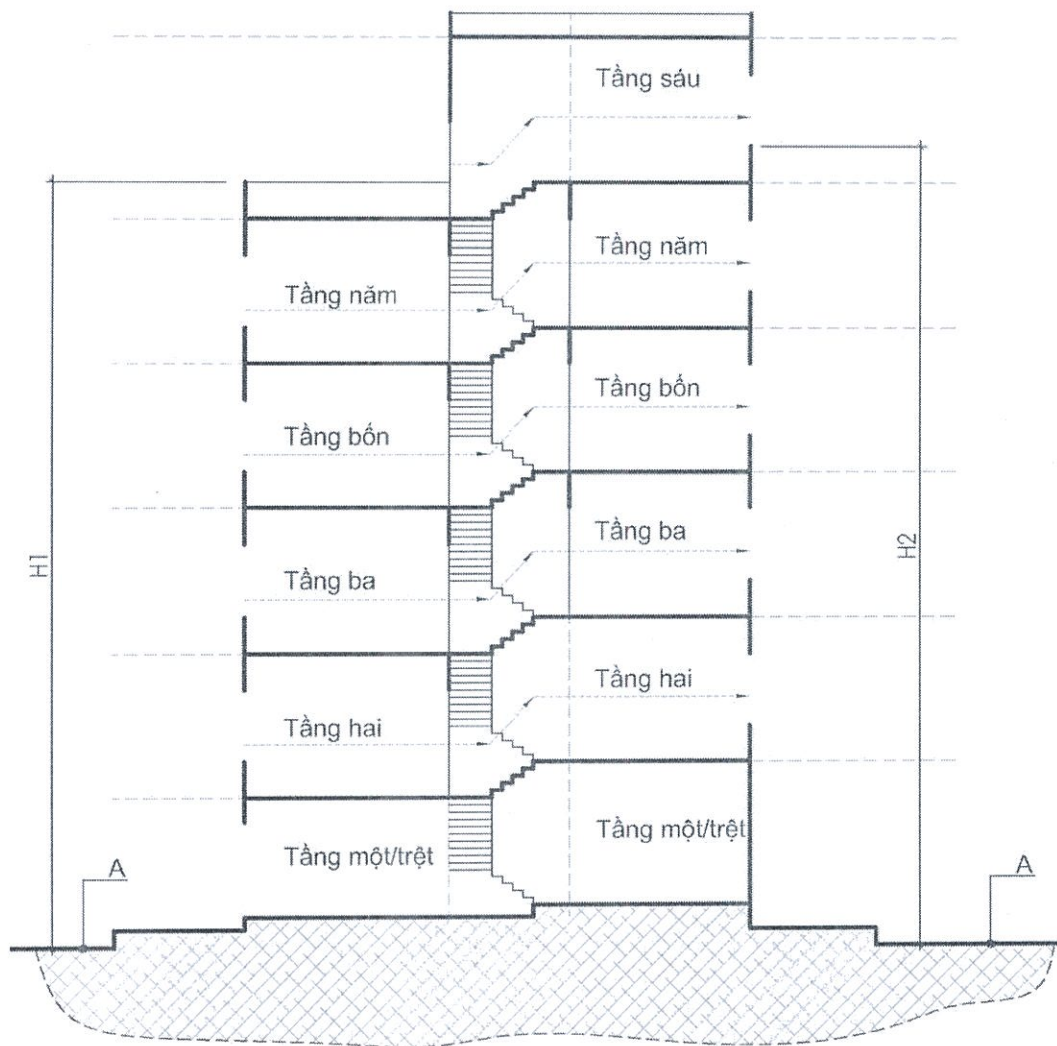 Tầng sáu
Tầng năm
Tầng năm
Tầng bốn
Tầng bốn
Tầng ba
H1
H2
Tầng ba
Tầng hai
Tầng hai
Tầng một/trệt
Tầng một/trệt
A
A